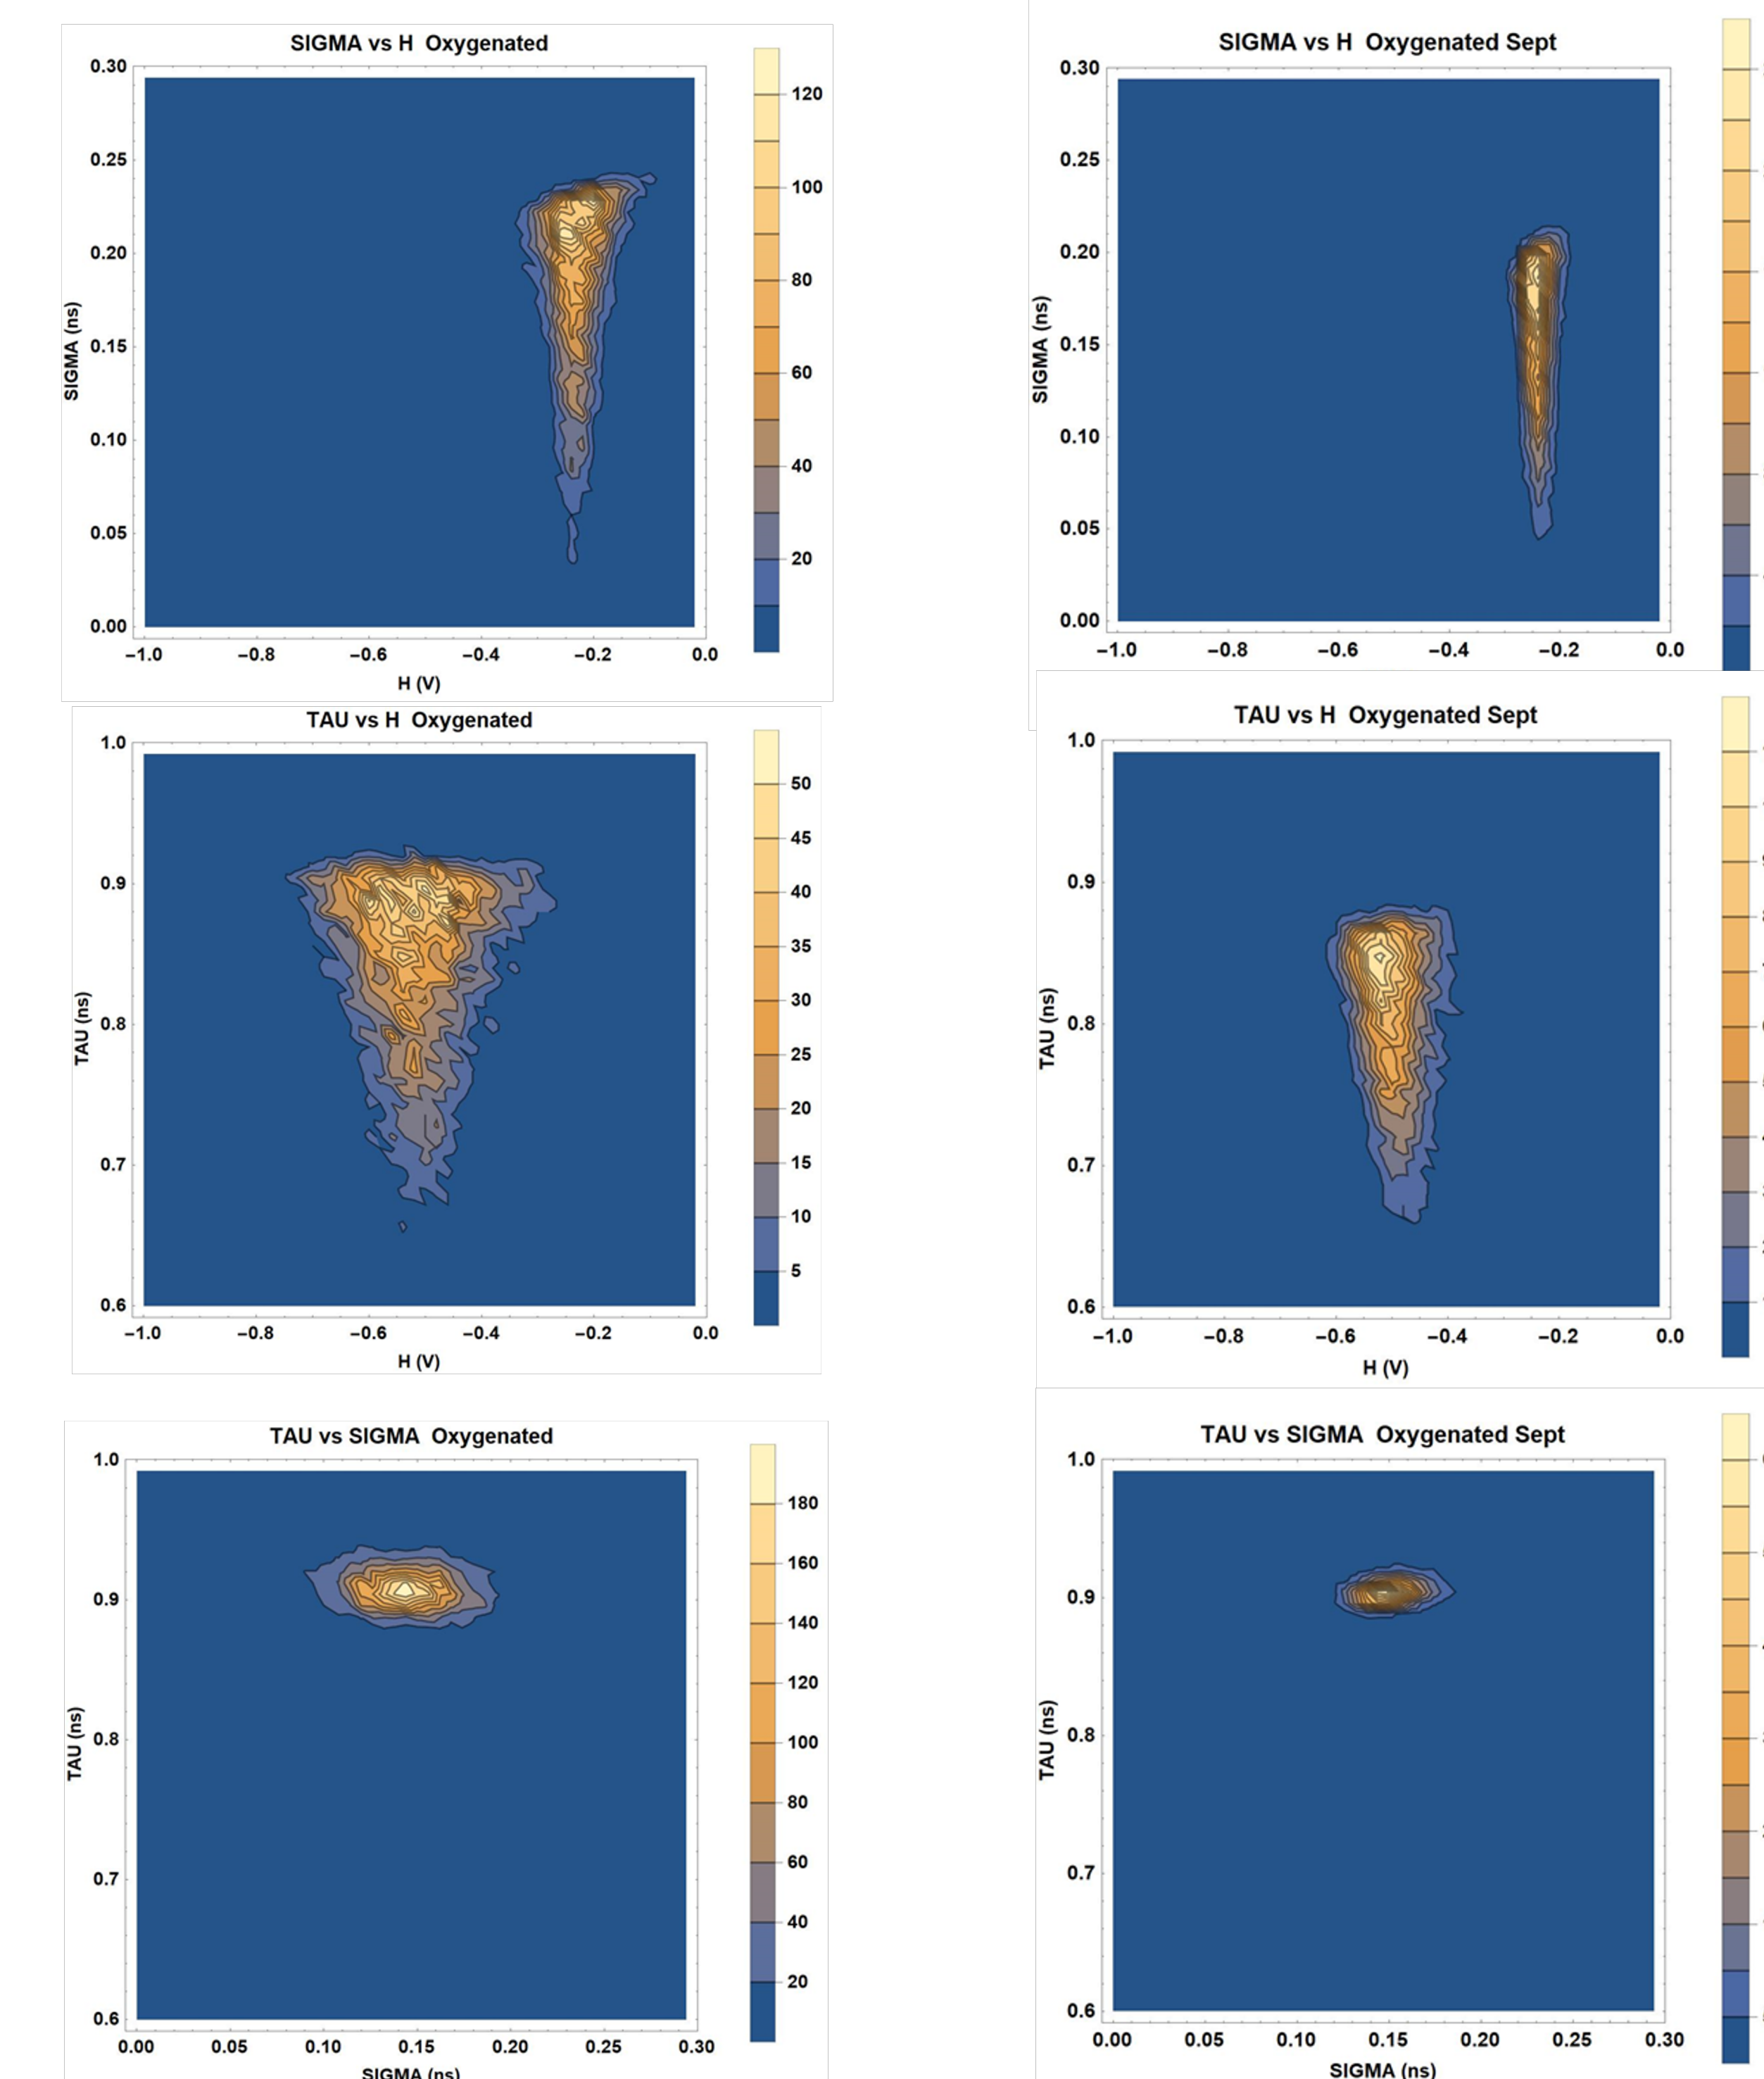 SIGMA vs H Oxygenated
0.30
0.25
0.20
0.15
0.10
0.05
0.00
SIGMA (ns)
−1.0 −0.8 −0.6 −0.4 −0.2 0.0
H (V)
120
100
80
60
40
20
SIGMA vs H Oxygenated Sept
0.30
0.25
0.20
0.15
0.10
0.05
0.00
SIGMA (ns)
−1.0 −0.8 −0.6 −0.4 −0.2 0.0
TAU vs H Oxygenated
1.0
0.9
0.8
0.7
0.6
TAU (ns)
−1.0 −0.8 −0.6 −0.4 −0.2 0.0
H (V)
50
45
40
35
30
25
20
15
10
5
TAU vs H Oxygenated Sept
1.0
0.9
0.8
0.7
0.6
TAU (ns)
−1.0 −0.8 −0.6 −0.4 −0.2 0.0
H (V)
TAU vs SIGMA Oxygenated
1.0
0.9
0.8
0.7
0.6
TAU (ns)
0.00 0.05 0.10 0.15 0.20 0.25 0.30
SIGMA (ns)
180
160
140
120
100
80
60
40
20
TAU vs SIGMA Oxygenated Sept
1.0
0.9
0.8
0.7
0.6
TAU (ns)
0.00 0.05 0.10 0.15 0.20 0.25 0.30
SIGMA (ns)